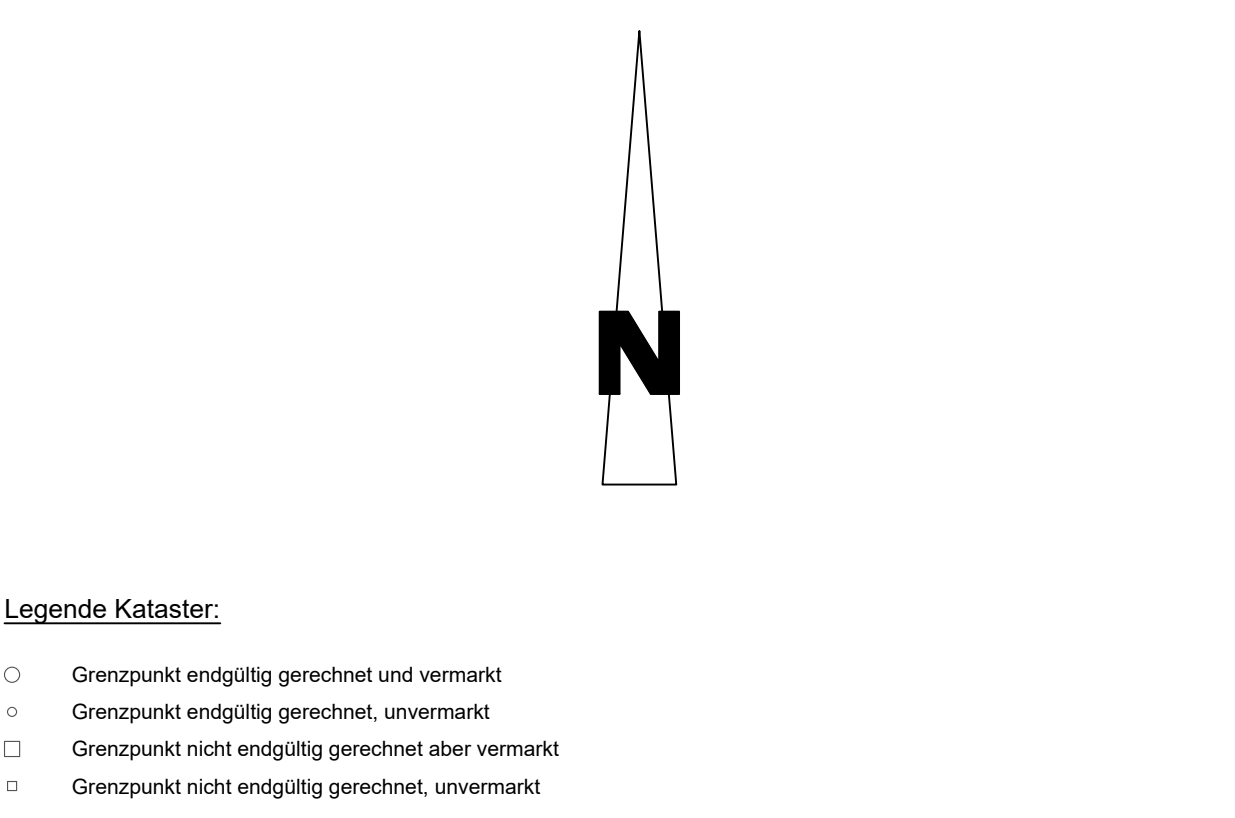 N
Legende Kataster:
Grenzpunkt endgültig gerechnet und vermarkt
Grenzpunkt endgültig gerechnet, unvermarkt
Grenzpunkt nicht endgültig gerechnet aber vermarkt
Grenzpunkt nicht endgültig gerechnet, unvermarkt